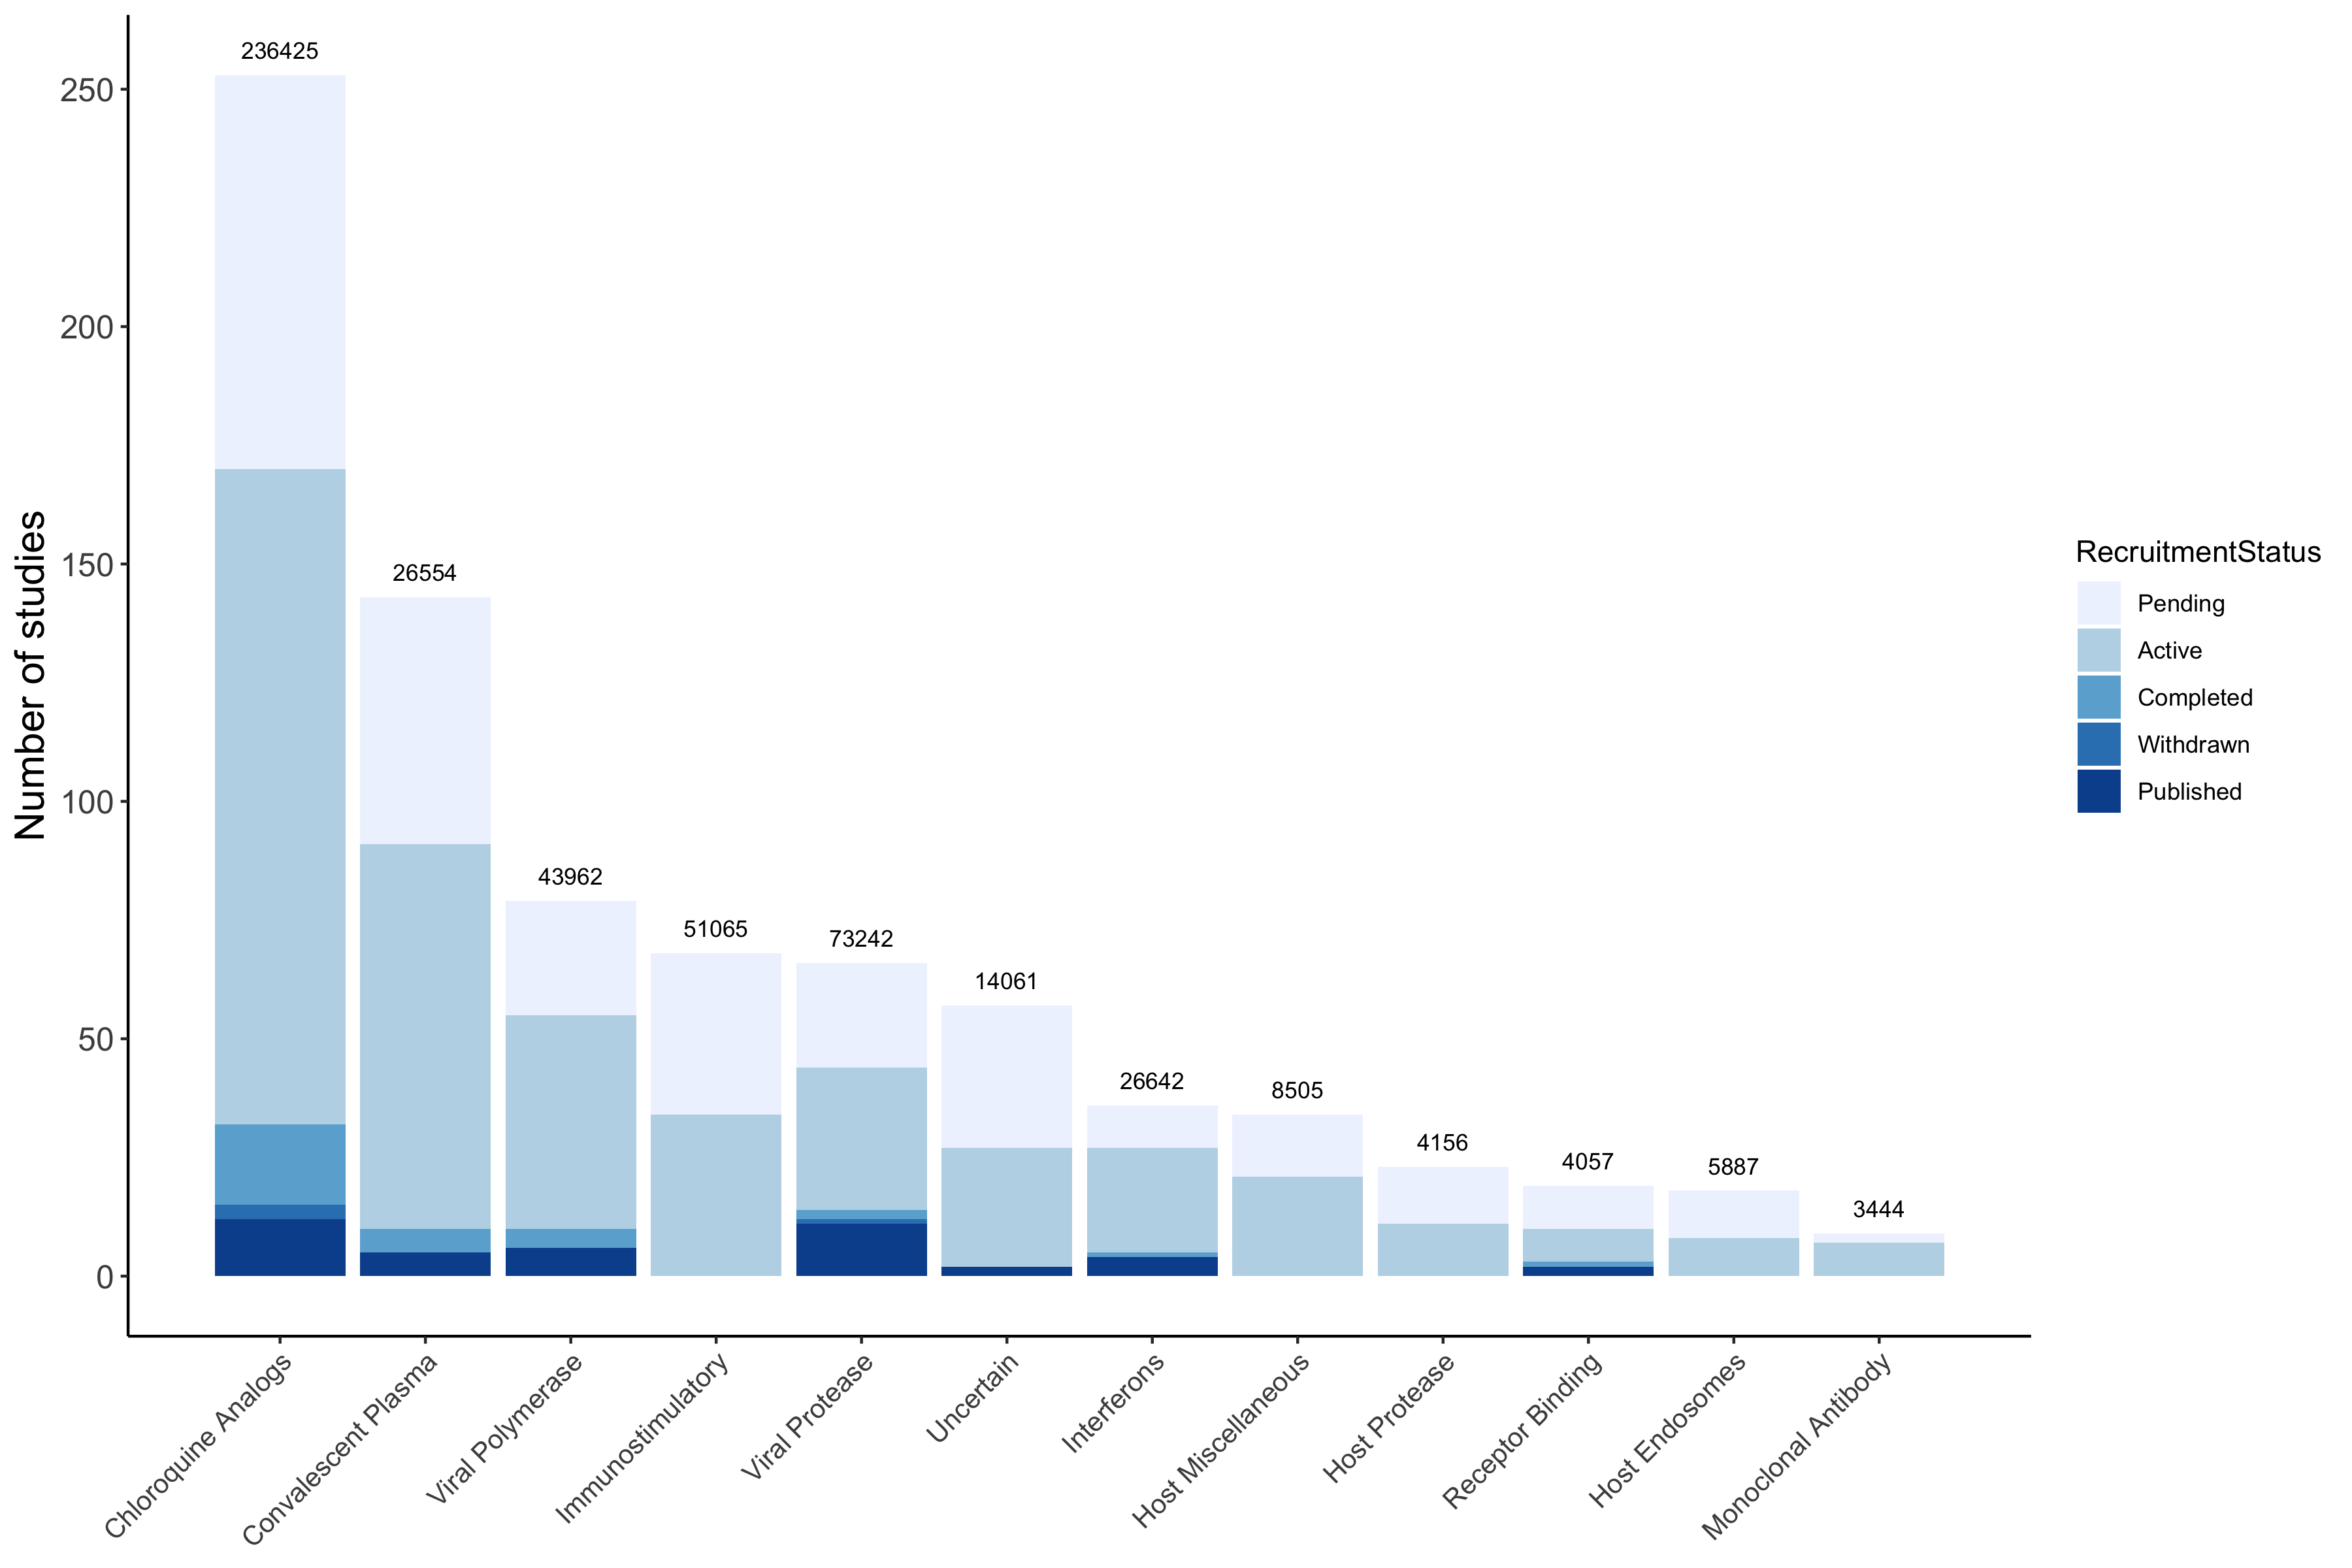 Number of studies
250
200
150
100
50
0
236425
26554
43962
51065
73242
14061
26642
8505
4156
4057
5887
3444
Chloroquine Analogs
Convalescent Plasma
Viral Polymerase
Immunostimulatory
Viral Protease
Uncertain
Interferons
Host Miscellaneous
Host Protease
Receptor Binding
Host Endosomes
Monoclonal Antibody
RecruitmentStatus
Pending
Active
Completed
Withdrawn
Published